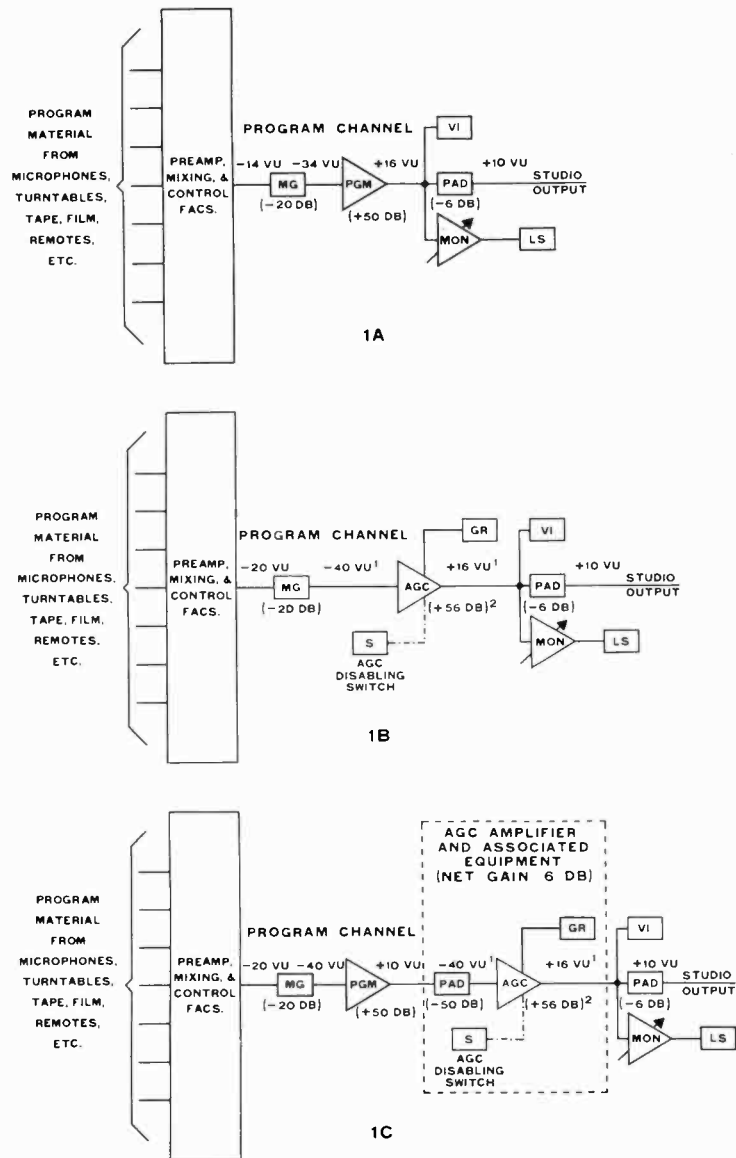 PROGRAM
MATERIAL
FROM
MICROPHONES,
TURNTABLES,
TAPE, FILM,
REMOTES,
ETC.
PREAMP,
MIXING, &
CONTROL
FACS.
PROGRAM CHANNEL
-14 VU -34 VU +16 VU +10 VU
MG
(-20 DB)
PGM
(+50 DB)
VI
PAD
(-6 DB)
STUDIO
OUTPUT
MON
LS
1A
PROGRAM
MATERIAL
FROM
MICROPHONES,
TURNTABLES,
TAPE, FILM,
REMOTES,
ETC.
PREAMP,
MIXING, &
CONTROL
FACS.
PROGRAM CHANNEL
-20 VU -40 VU¹ +16 VU¹ +10 VU
MG
(-20 DB)
GR
AGC
(+56 DB)²
S
AGC
DISABLING
SWITCH
VI
PAD
(-6 DB)
STUDIO
OUTPUT
MON
LS
1B
AGC AMPLIFIER
AND ASSOCIATED
EQUIPMENT
(NET GAIN 6 DB)
PROGRAM
MATERIAL
FROM
MICROPHONES,
TURNTABLES,
TAPE, FILM,
REMOTES,
ETC.
PREAMP,
MIXING, &
CONTROL
FACS.
PROGRAM CHANNEL
-20 VU -40 VU +10 VU -40 VU¹ +16 VU¹ +10 VU
MG
(-20 DB)
PGM
(+50 DB)
PAD
(-50 DB)
GR
AGC
(+56 DB)²
S
AGC
DISABLING
SWITCH
VI
PAD
(-6 DB)
STUDIO
OUTPUT
MON
LS
1C